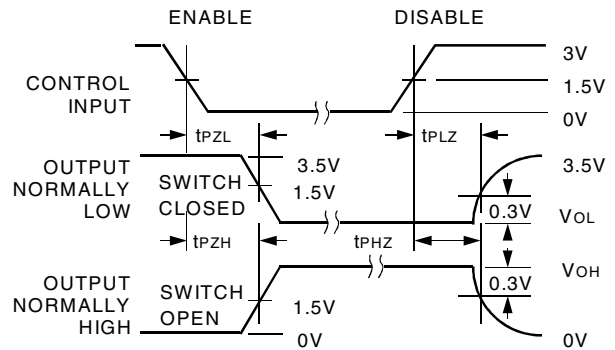 ENABLE DISABLE
3V
CONTROL INPUT
1.5V
0V
tPZL tPLZ
OUTPUT NORMALLY LOW
3.5V 3.5V
SWITCH CLOSED
1.5V
0.3V
VOL
tPZH tPHZ
VOH
0.3V
OUTPUT NORMALLY HIGH
SWITCH OPEN
1.5V
0V 0V